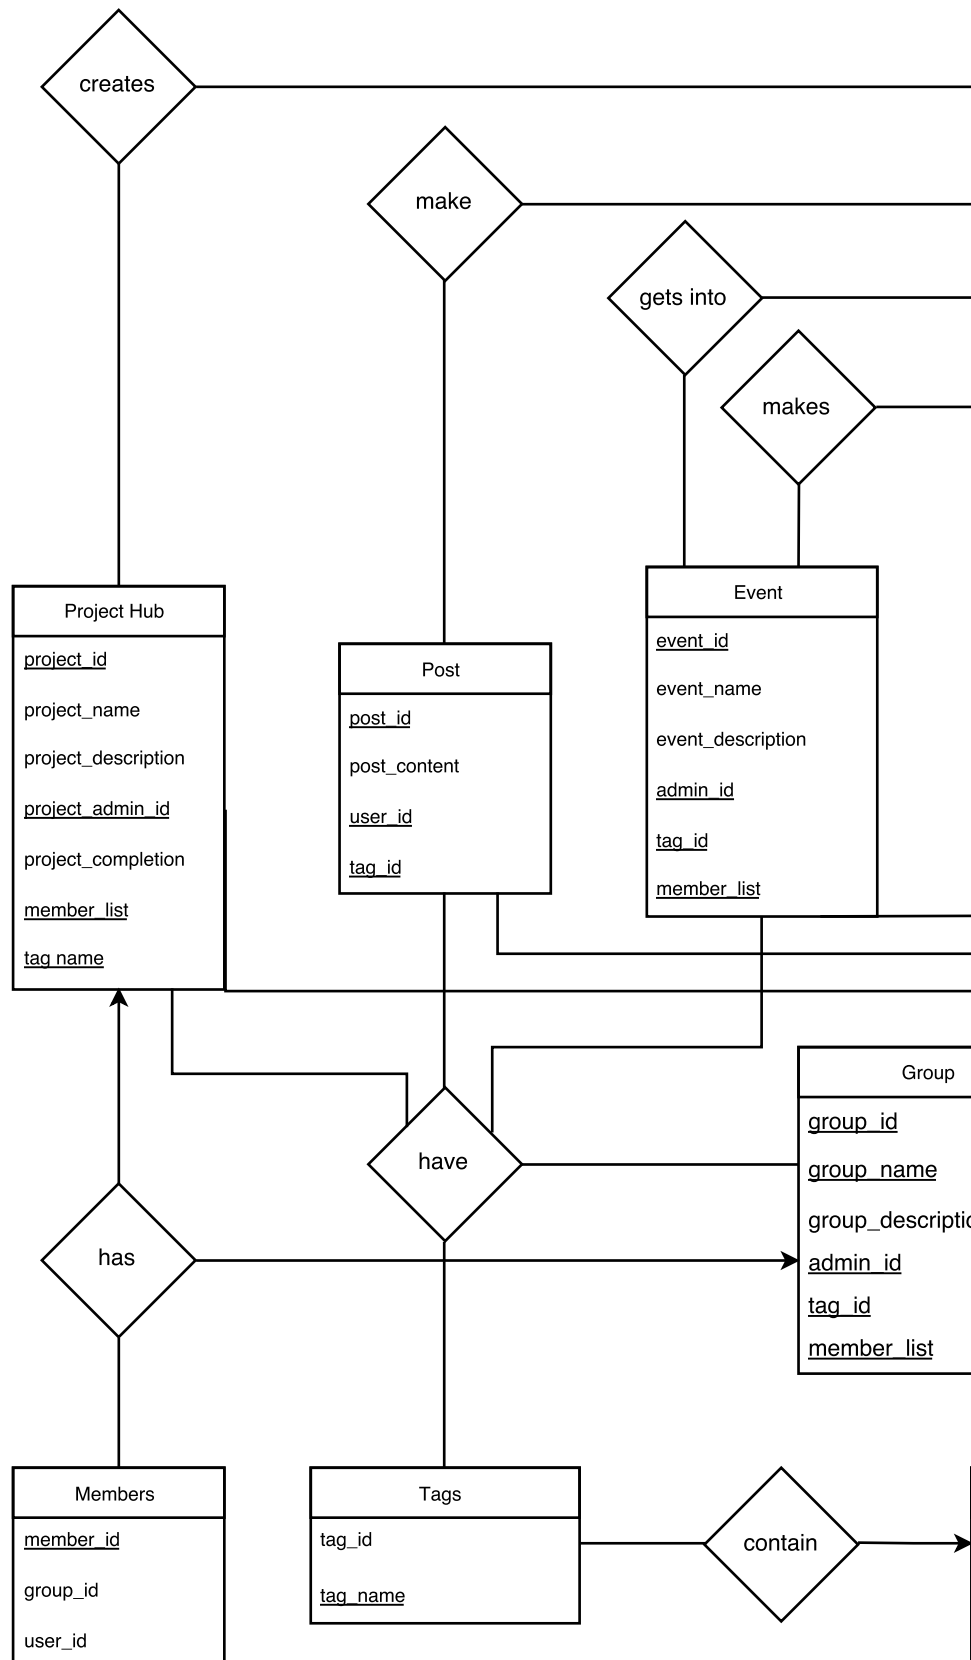 creates
make
gets into
makes
Project Hub
project_id
project_name
project_description
project_admin_id
project_completion
member_list
tag name
Post
post_id
post_content
user_id
tag_id
Event
event_id
event_name
event_description
admin_id
tag_id
member_list
have
has
Group
group_id
group_name
group_descriptio
admin_id
tag_id
member_list
Members
member_id
group_id
user_id
Tags
tag_id
tag_name
contain